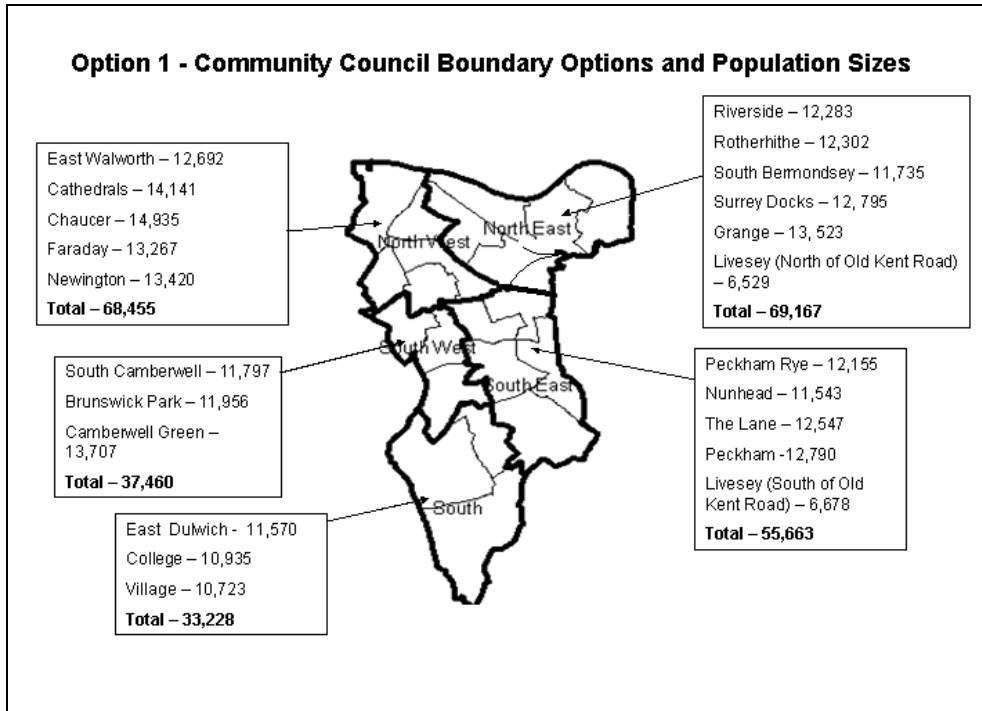 Option 1 - Community Council Boundary Options and Population Sizes
East Walworth – 12,692
Cathedrals – 14,141
Chaucer – 14,935
Faraday – 13,267
Newington – 13,420
Total – 68,455
Riverside – 12,283
Rotherhithe – 12,302
South Bermondsey – 11,735
Surrey Docks – 12, 795
Grange – 13, 523
Livesey (North of Old Kent Road)
– 6,529
Total – 69,167
North West
North East
South West
South East
South
South Camberwell – 11,797
Brunswick Park – 11,956
Camberwell Green –
13,707
Total – 37,460
Peckham Rye – 12,155
Nunhead – 11,543
The Lane – 12,547
Peckham -12,790
Livesey (South of Old
Kent Road) – 6,678
Total – 55,663
East Dulwich - 11,570
College – 10,935
Village – 10,723
Total – 33,228